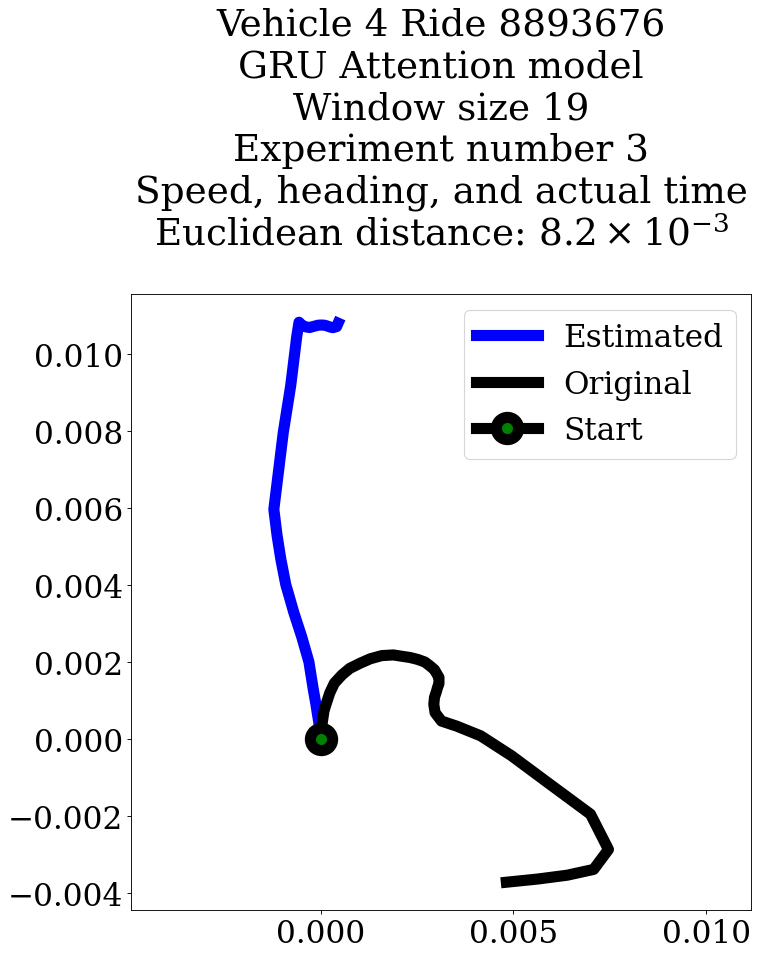 Vehicle 4 Ride 8893676
GRU Attention model
Window size 19
Experiment number 3
Speed, heading, and actual time
Euclidean distance: 8.2 × 10⁻³
Estimated
Original
Start
0.010
0.008
0.006
0.004
0.002
0.000
−0.002
−0.004
0.000 0.005 0.010